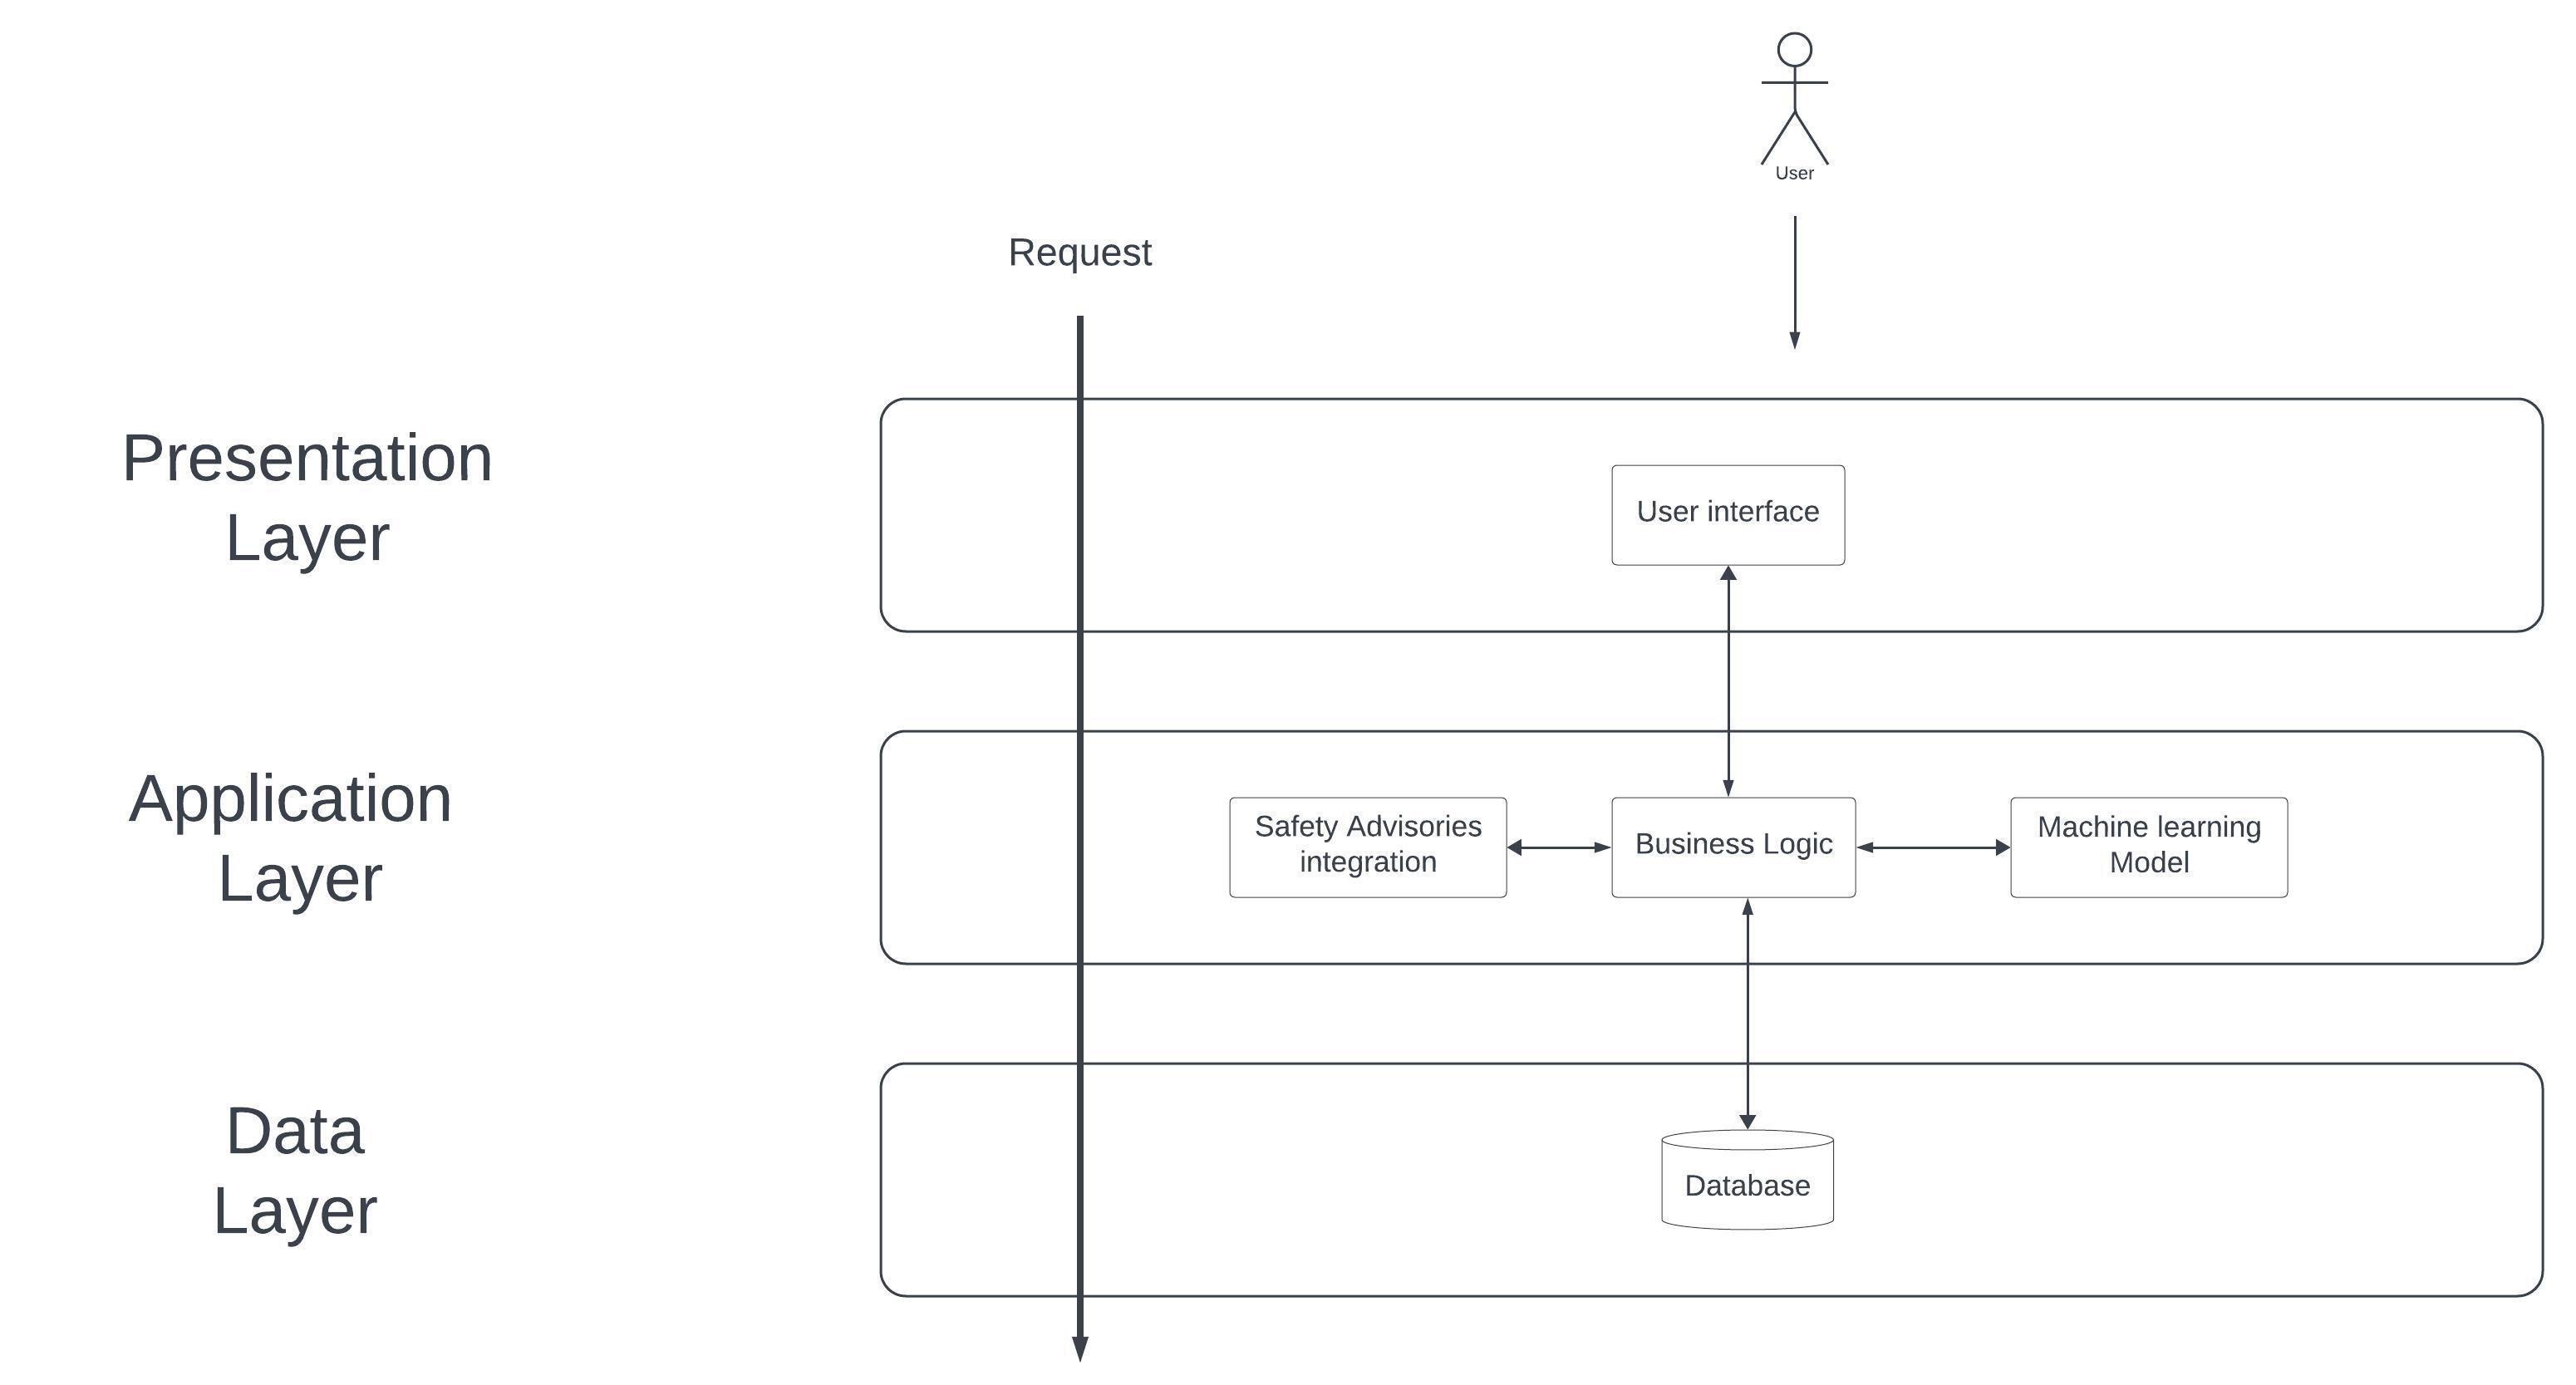 User
Request
Presentation
Layer
User interface
Application
Layer
Safety Advisories
integration
Business Logic
Machine learning
Model
Data
Layer
Database